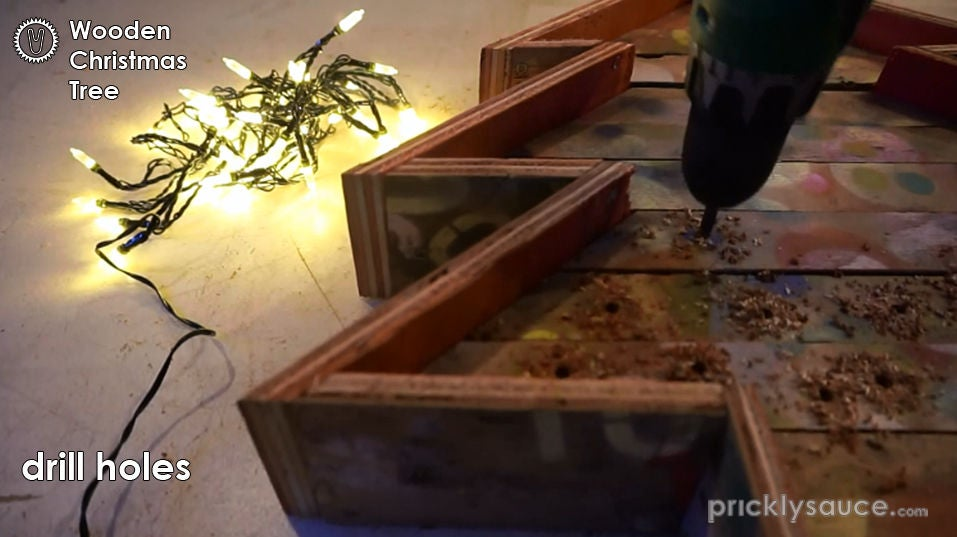 Wooden
Christmas
Tree
drill holes
pricklysauce.com